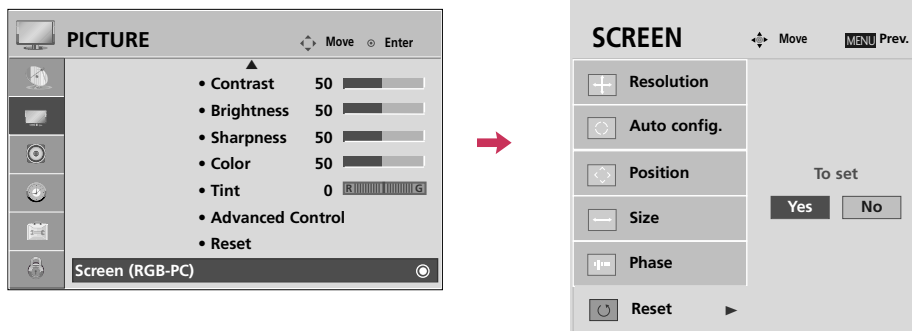 PICTURE Move Enter
• Contrast 50
• Brightness 50
• Sharpness 50
• Color 50
• Tint 0 R G
• Advanced Control
• Reset
Screen (RGB-PC)
SCREEN Move MENU Prev.
Resolution
Auto config.
Position
Size
Phase
Reset
To set
Yes No